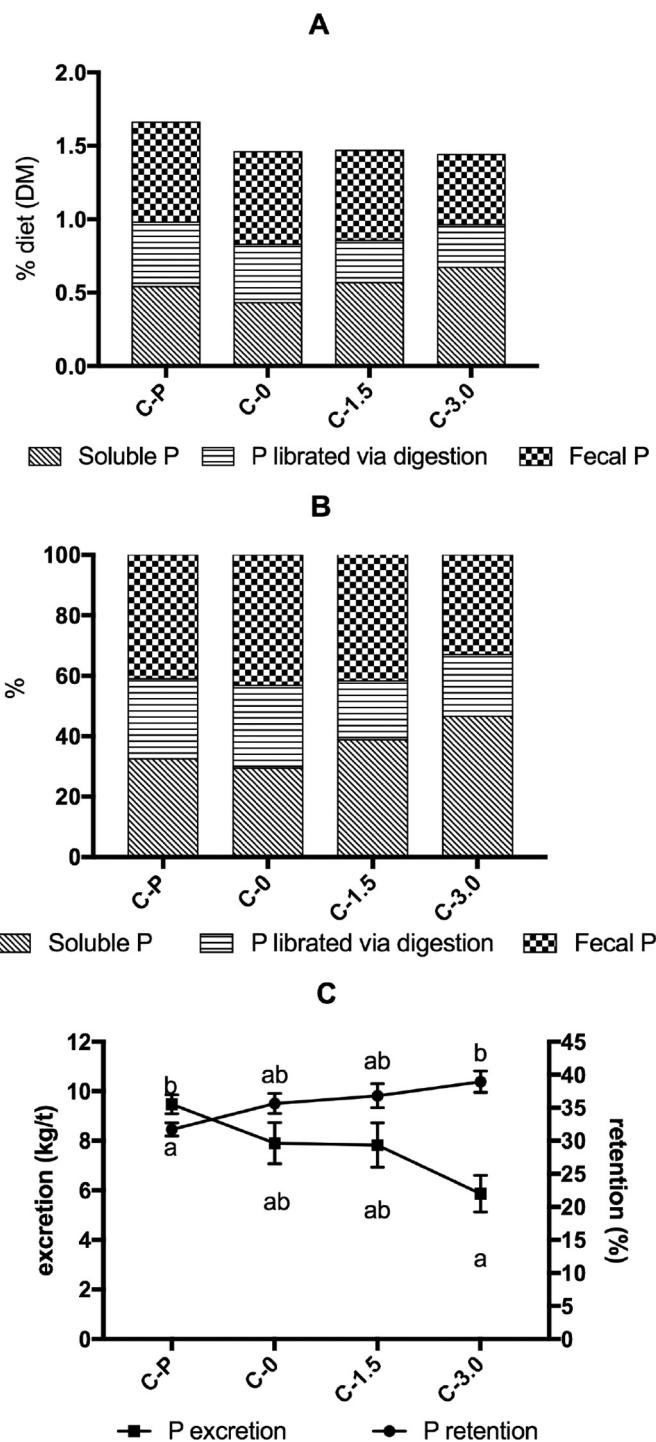 A
2.0
1.5
1.0
0.5
0.0
% diet (DM)
C-P
C-0
C-1.5
C-3.0
Soluble P P librated via digestion Fecal P
B
100
80
60
40
20
0
%
C-P
C-0
C-1.5
C-3.0
Soluble P P librated via digestion Fecal P
C
12
10
8
6
4
2
0
excretion (kg/t)
45
40
35
30
25
20
15
10
5
0
retention (%)
b ab ab b
a ab ab a
C-P
C-0
C-1.5
C-3.0
P excretion P retention